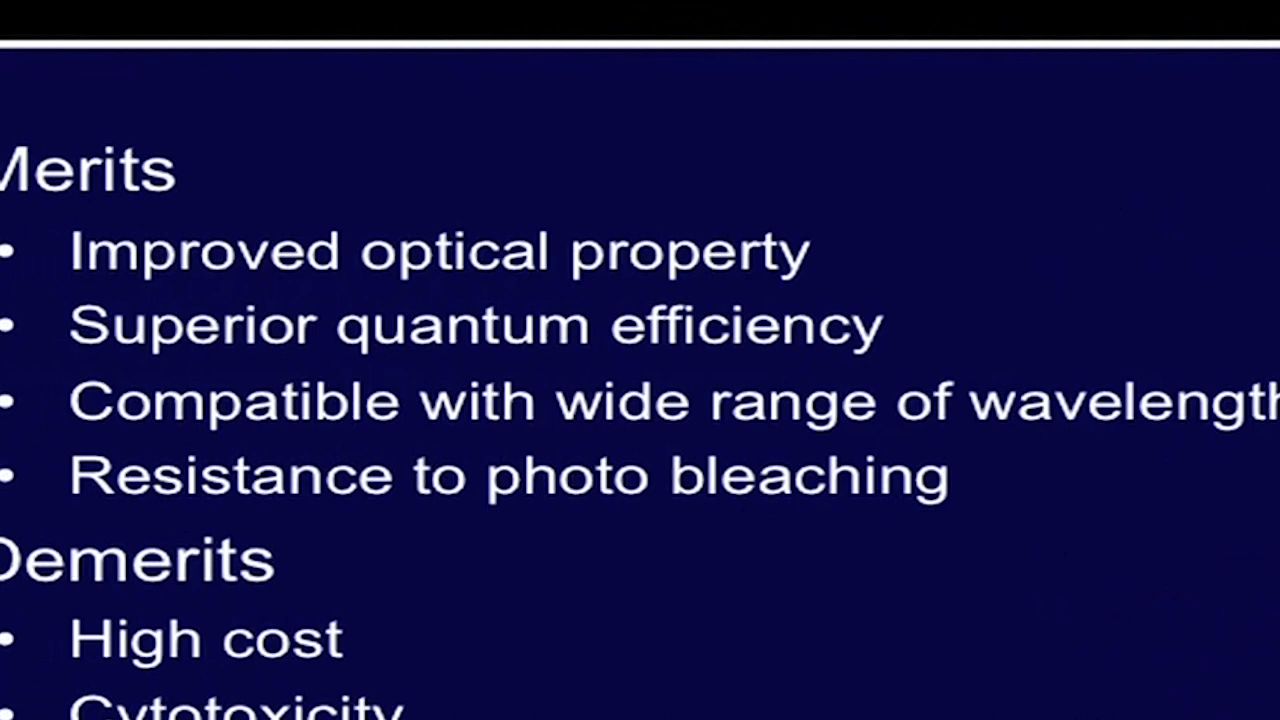 Merits
• Improved optical property
• Superior quantum efficiency
• Compatible with wide range of wavelength
• Resistance to photo bleaching
Demerits
• High cost
• Cytotoxicity